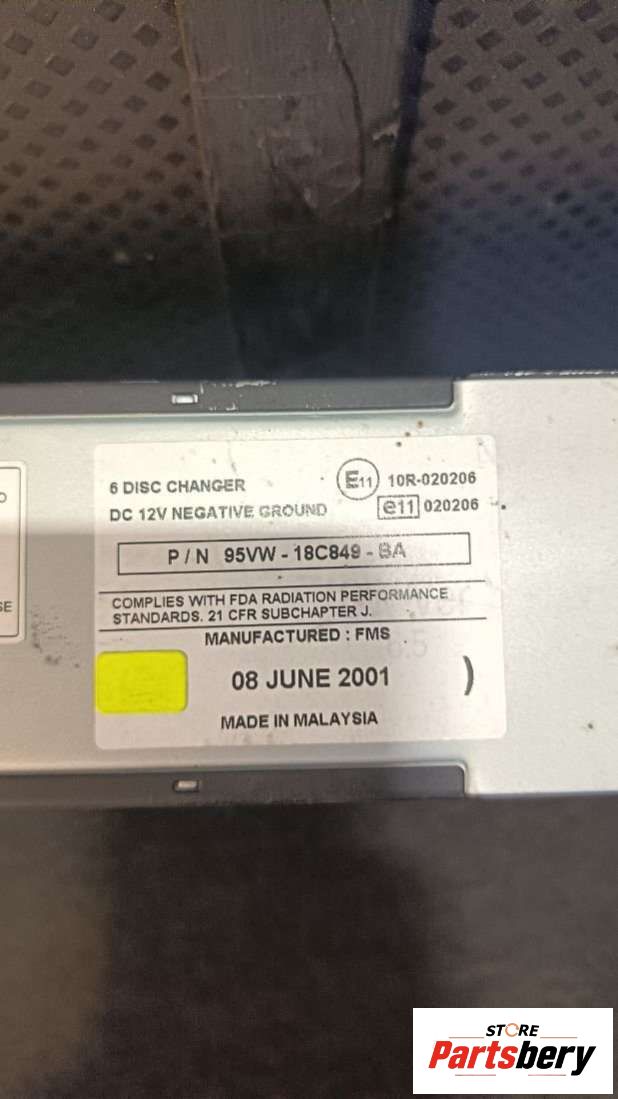 6 DISC CHANGER
E11 10R-020206
DC 12V NEGATIVE GROUND
e11 020206
P/N 95VW-18C849-BA
COMPLIES WITH FDA RADIATION PERFORMANCE
STANDARDS. 21 CFR SUBCHAPTER J.
MANUFACTURED : FMS
08 JUNE 2001 )
MADE IN MALAYSIA
SE
STORE
Partsbery